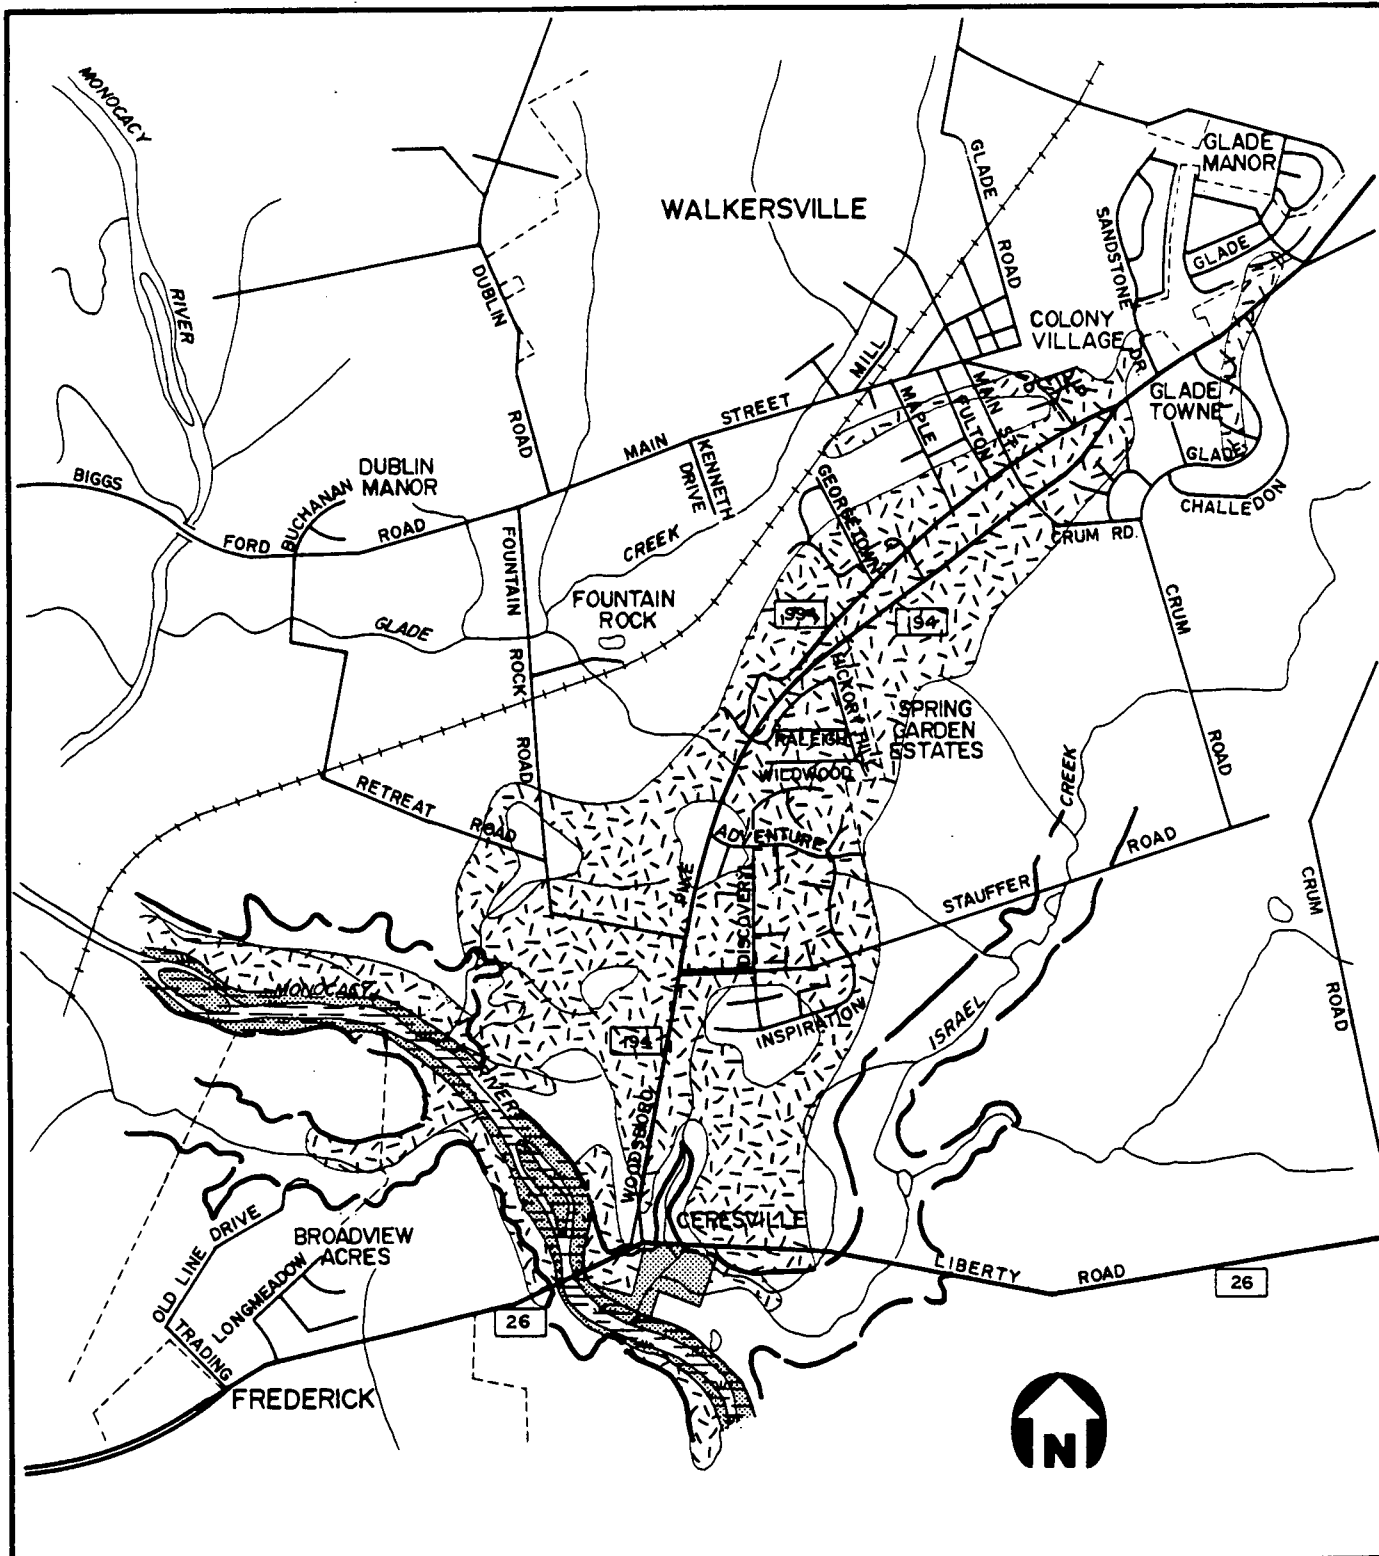 MONOCACY
RIVER
GLADE
MANOR
GLADE
ROAD
WALKERSVILLE
SANDSTONE
DR.
GLADE
DUBLIN
ROAD
COLONY
VILLAGE
MILL
MAIN
STREET
MAPLE
MAIN ST.
FULTON
GLADE
TOWNE
GLADE
CHALLEDON
KENNETH
DRIVE
DUBLIN
MANOR
BIGGS
FORD
BUCHANAN
ROAD
GEORGETOWN
CREEK
CRUM RD.
FOUNTAIN
ROCK
ROAD
FOUNTAIN
ROCK
GLADE
194
194
CRUM
ROAD
HICKORY HILL
SPRING
GARDEN
ESTATES
RALEIGH
WILDWOOD
RETREAT
ROAD
ADVENTURE
CREEK
ROAD
STAUFFER
PIKE
DISCOVERY
CRUM
ROAD
MONOCACY
RIVER
INSPIRATION
ISRAEL
194
WOODSBORO
CERESVILLE
OLD LINE DRIVE
BROADVIEW
ACRES
LONGMEADOW
TRADING
LIBERTY
ROAD
26
26
FREDERICK
N